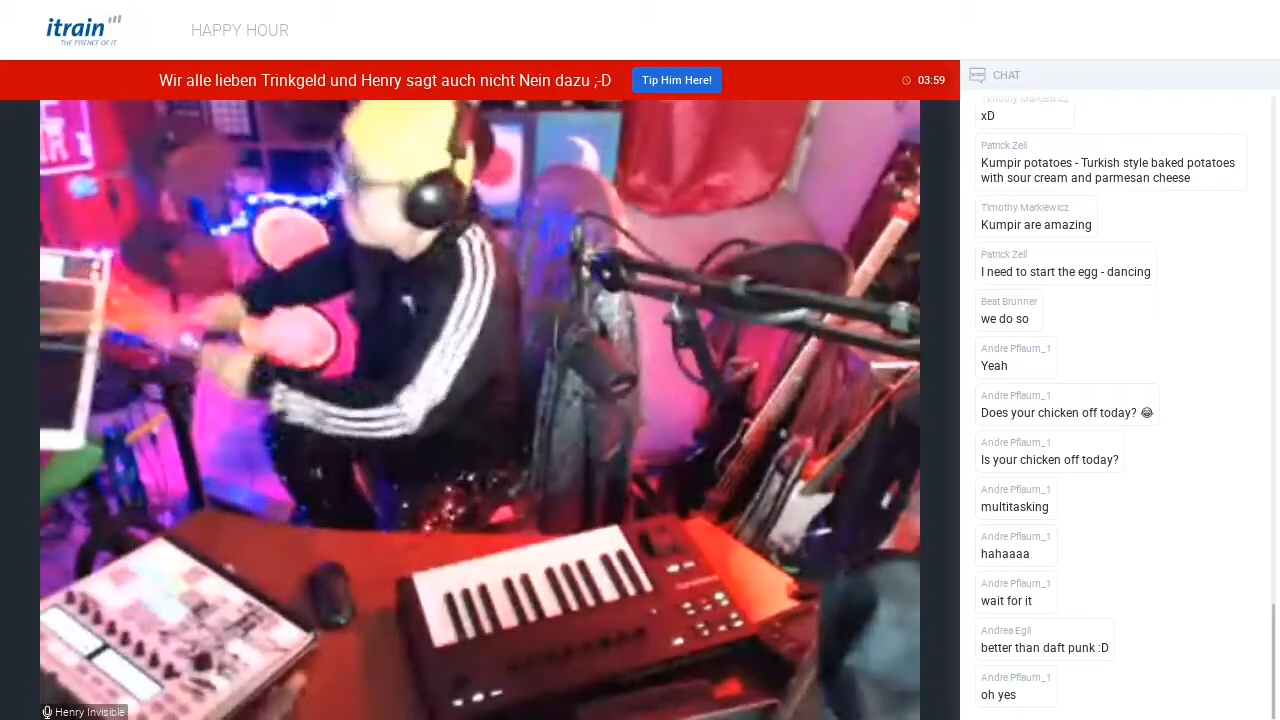 itrain
THE ESSENCE OF IT
HAPPY HOUR
Wir alle lieben Trinkgeld und Henry sagt auch nicht Nein dazu ;-D
Tip Him Here!
03:59
CHAT
Timothy Markiewicz
xD
Patrick Zell
Kumpir potatoes - Turkish style baked potatoes
with sour cream and parmesan cheese
Timothy Markiewicz
Kumpir are amazing
Patrick Zell
I need to start the egg - dancing
Beat Brunner
we do so
Andre Pflaum_1
Yeah
Andre Pflaum_1
Does your chicken off today? 😂
Andre Pflaum_1
Is your chicken off today?
Andre Pflaum_1
multitasking
Andre Pflaum_1
hahaaaa
Andre Pflaum_1
wait for it
Andrea Egli
better than daft punk :D
Andre Pflaum_1
oh yes
Henry Invisible